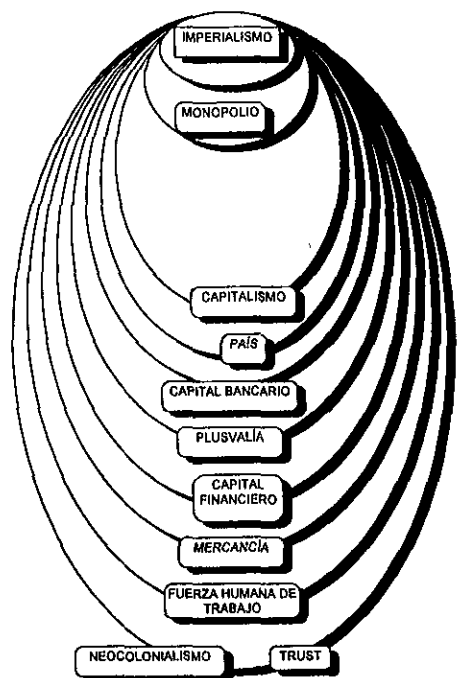 IMPERIALISMO
MONOPOLIO
CAPITALISMO
PAÍS
CAPITAL BANCARIO
PLUSVALÍA
CAPITAL
FINANCIERO
MERCANCÍA
FUERZA HUMANA DE
TRABAJO
NEOCOLONIALISMO
TRUST